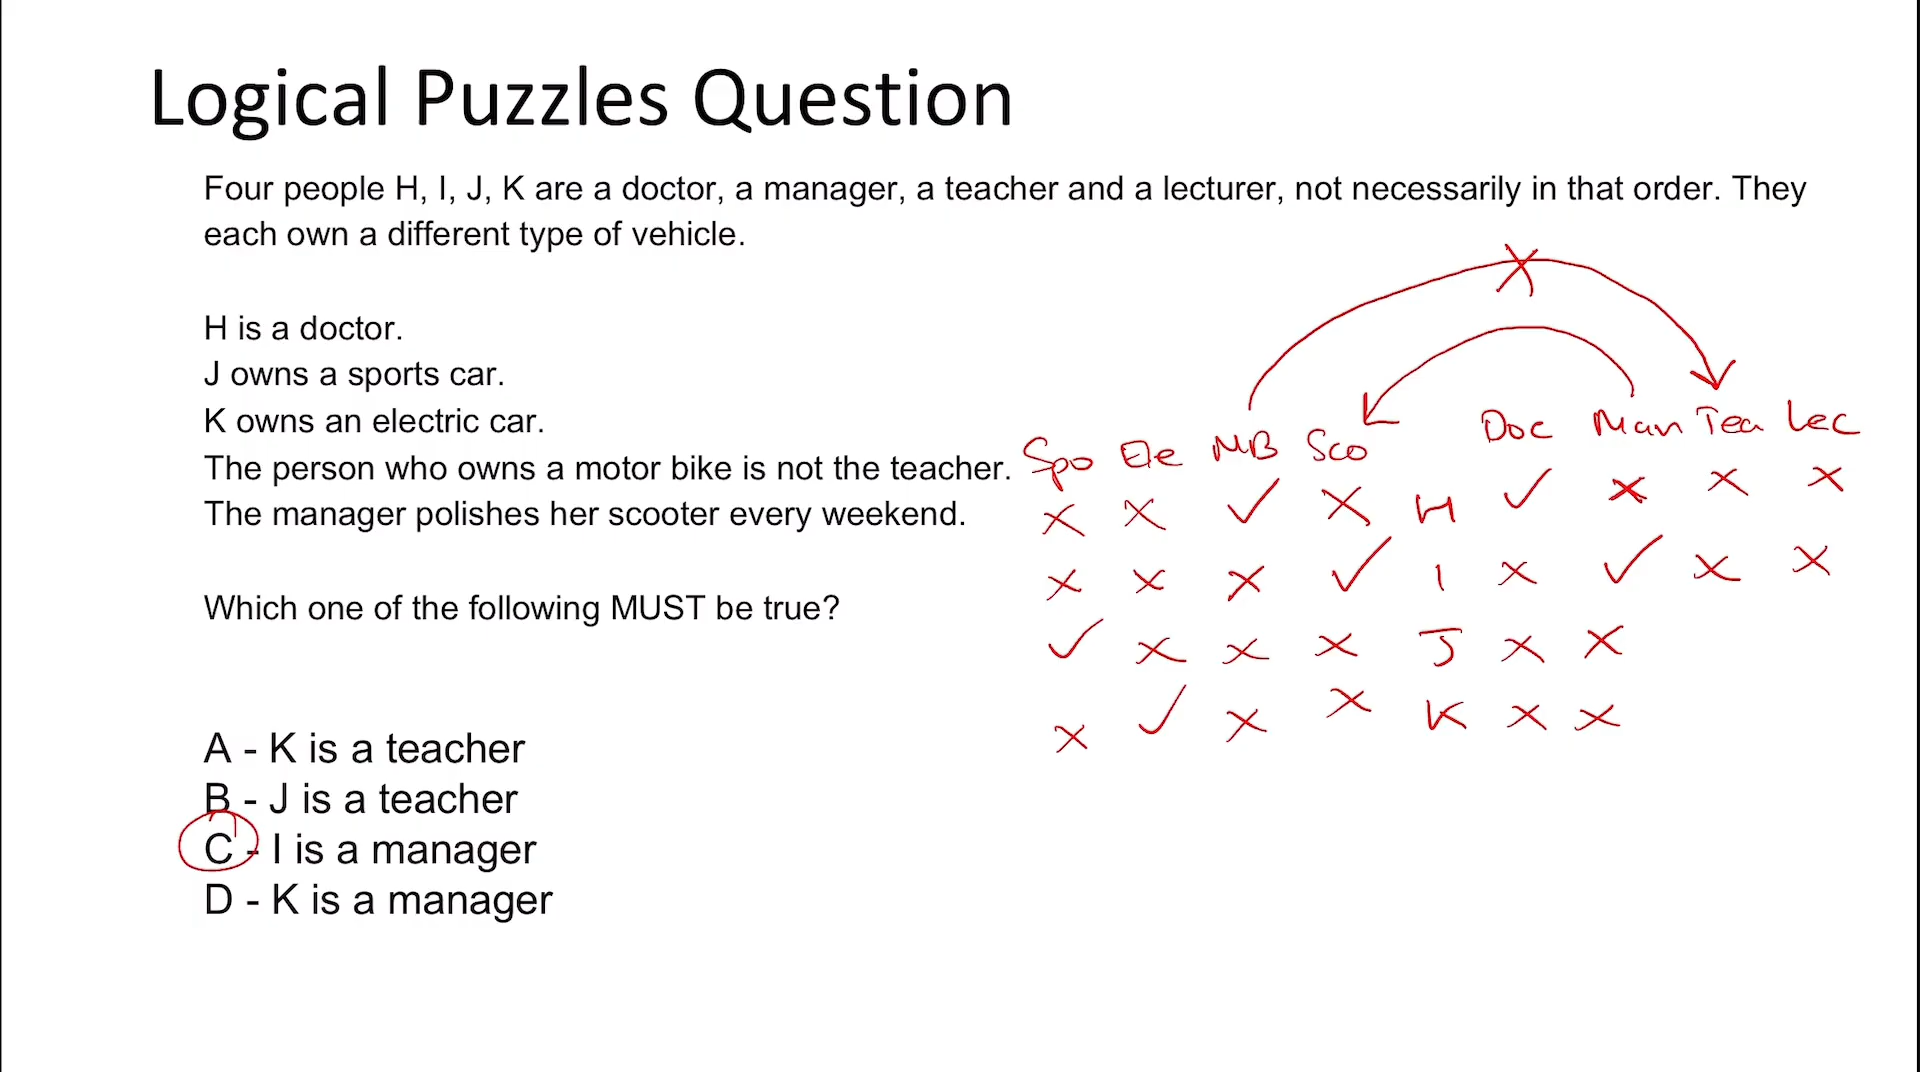 Logical Puzzles Question
Four people H, I, J, K are a doctor, a manager, a teacher and a lecturer, not necessarily in that order. They
each own a different type of vehicle.
H is a doctor.
J owns a sports car.
K owns an electric car.
The person who owns a motor bike is not the teacher.
The manager polishes her scooter every weekend.
Which one of the following MUST be true?
A - K is a teacher
B - J is a teacher
C - I is a manager
D - K is a manager
X
Spo Ele MB Sco Doc Man Tea Lec
X X ✓ X H ✓ X X X
X X X ✓ I X ✓ X X
✓ X X X J X X
X ✓ X X K X X